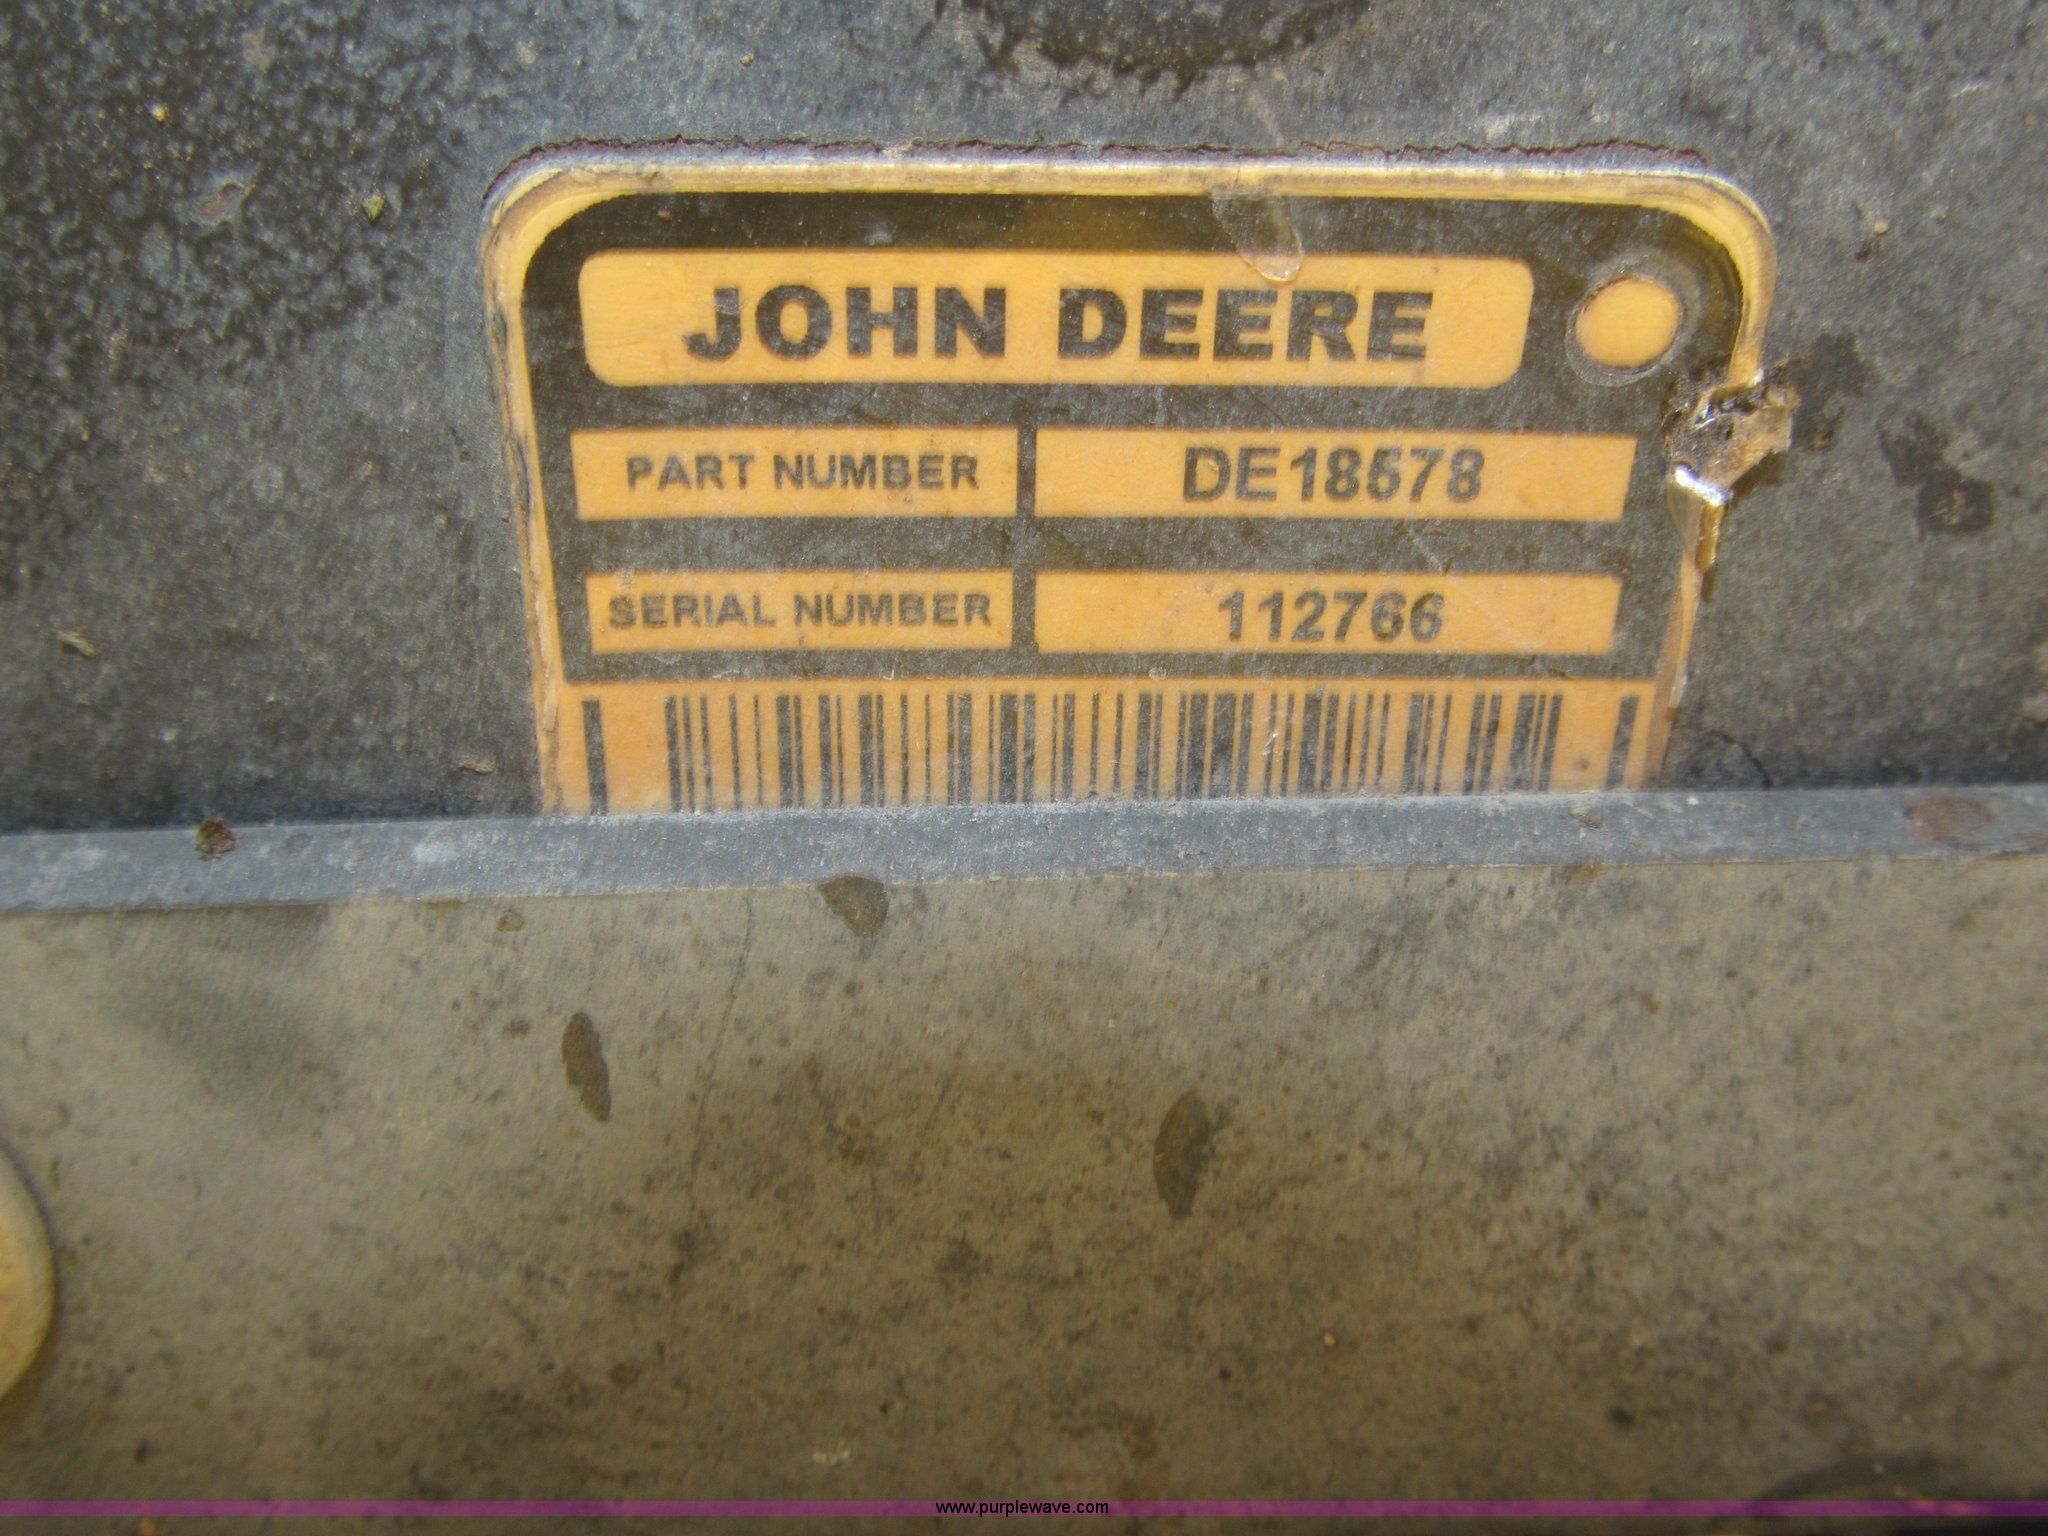 JOHN DEERE
PART NUMBER DE18578
SERIAL NUMBER 112766
www.purplewave.com